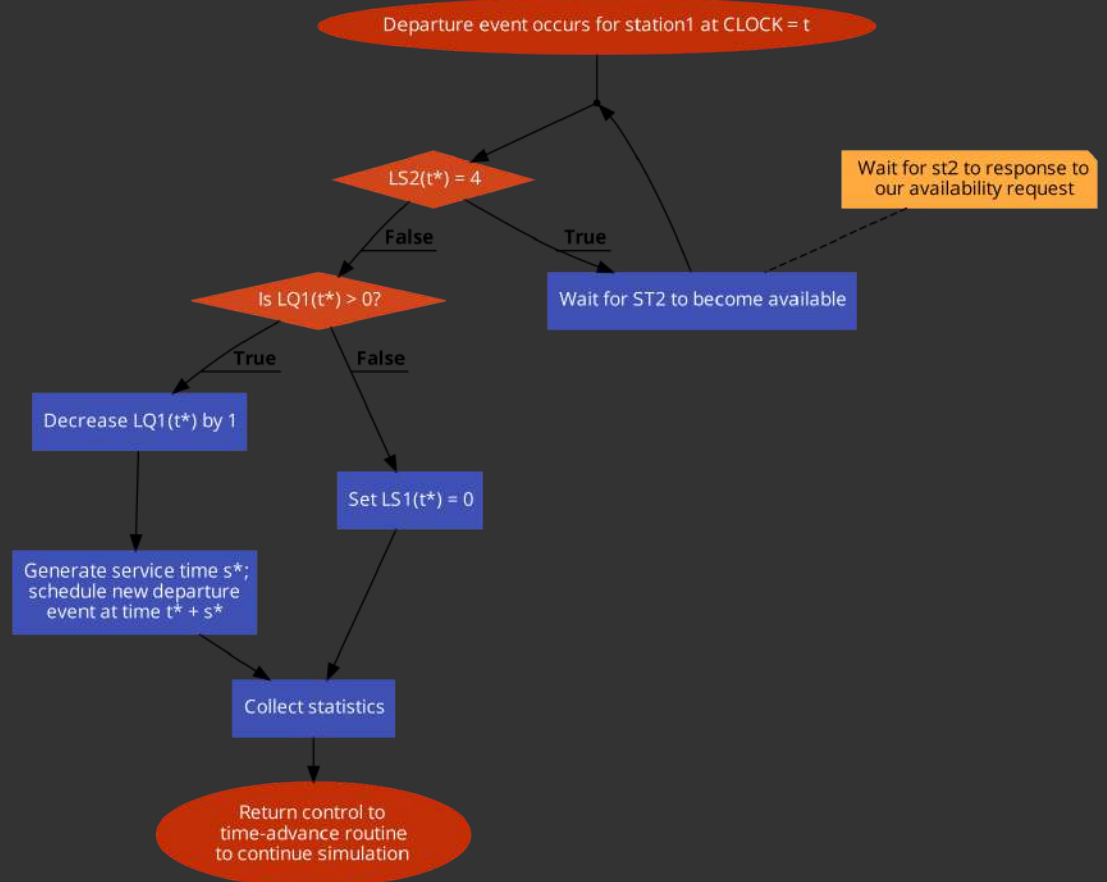 Departure event occurs for station1 at CLOCK = t
LS2(t*) = 4
Wait for st2 to response to
our availability request
False
True
Is LQ1(t*) > 0?
Wait for ST2 to become available
True
False
Decrease LQ1(t*) by 1
Set LS1(t*) = 0
Generate service time s*;
schedule new departure
event at time t* + s*
Collect statistics
Return control to
time-advance routine
to continue simulation